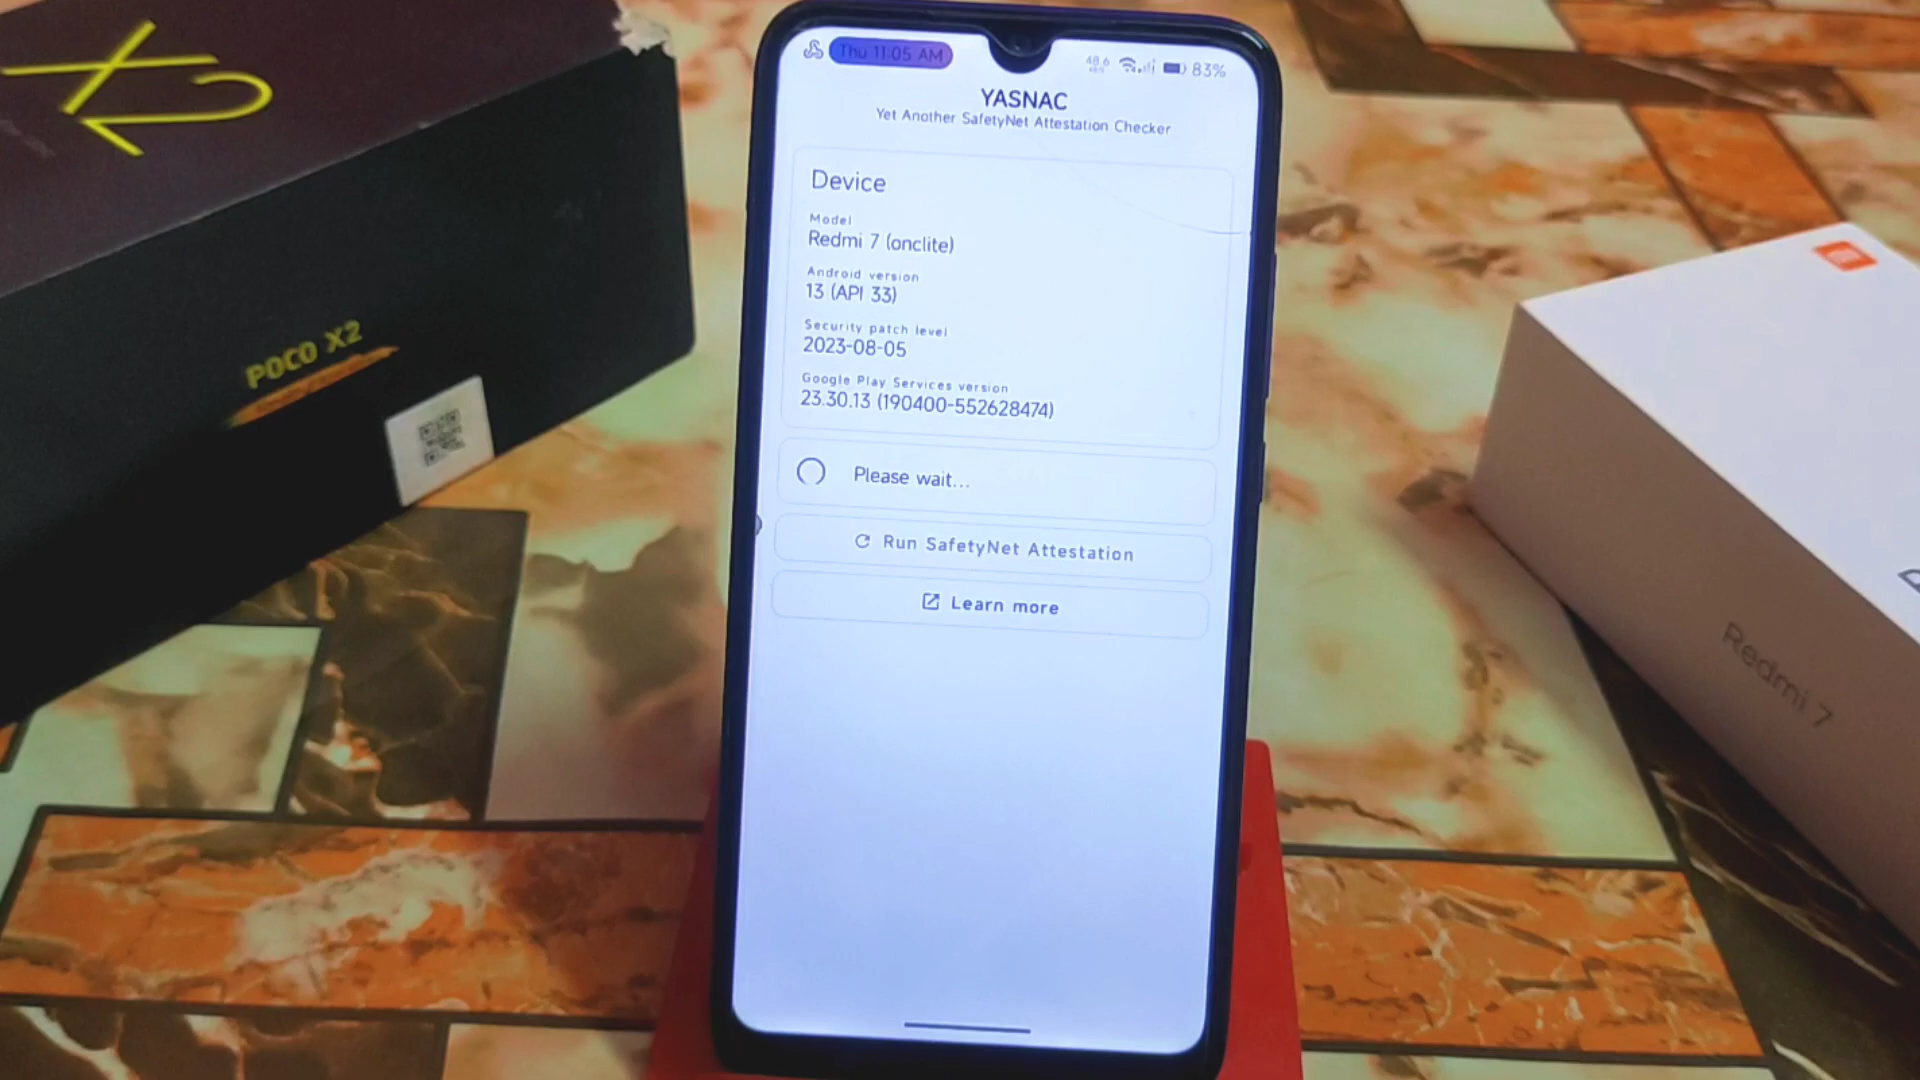 X2
POCO X2
Thu 11:05 AM
83%
YASNAC
Yet Another SafetyNet Attestation Checker
Device
Model
Redmi 7 (onclite)
Android version
13 (API 33)
Security patch level
2023-08-05
Google Play Services version
23.30.13 (190400-552628474)
Please wait...
Run SafetyNet Attestation
Learn more
Redmi 7